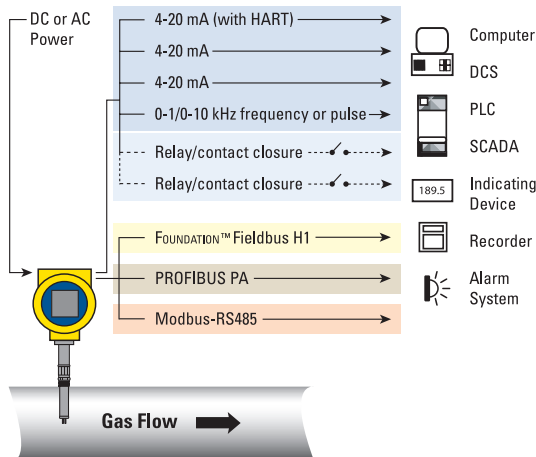 DC or AC
Power
4-20 mA (with HART)
4-20 mA
4-20 mA
0-1/0-10 kHz frequency or pulse
Relay/contact closure
Relay/contact closure
FOUNDATION™ Fieldbus H1
PROFIBUS PA
Modbus-RS485
Computer
DCS
PLC
SCADA
189.5
Indicating
Device
Recorder
Alarm
System
Gas Flow